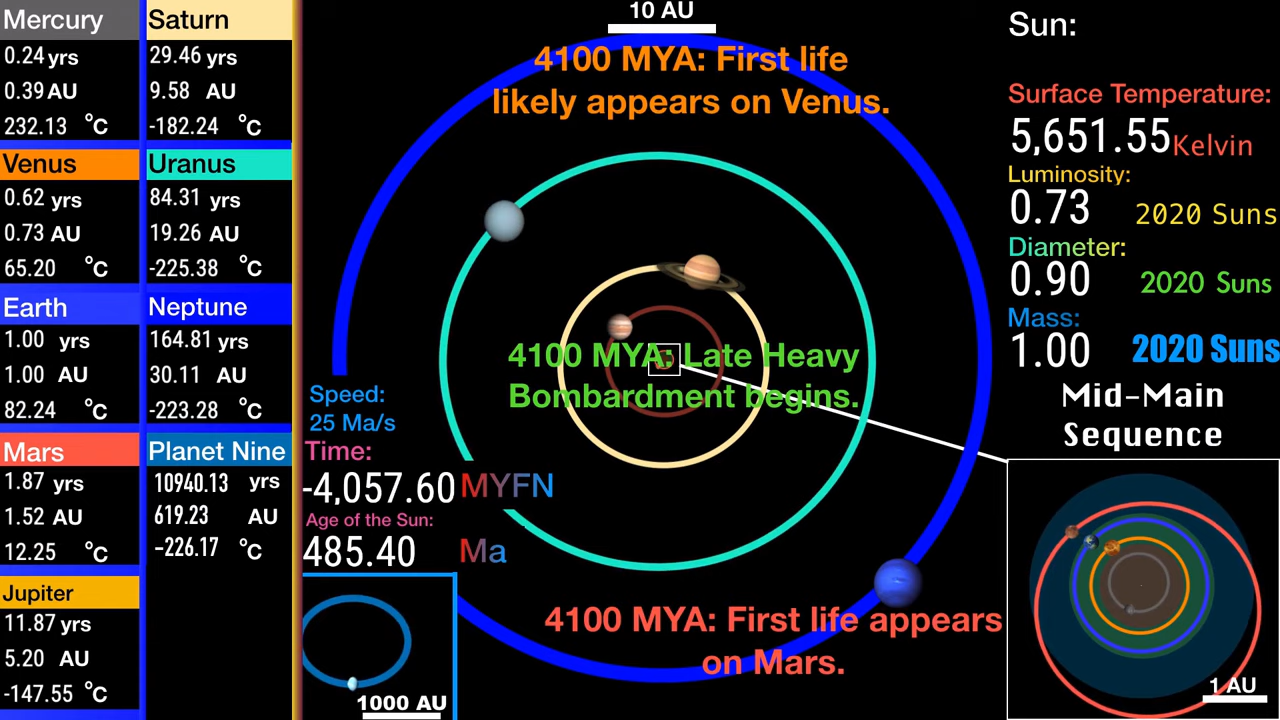 Mercury
0.24 yrs
0.39 AU
232.13 °C
Venus
0.62 yrs
0.73 AU
65.20 °C
Earth
1.00 yrs
1.00 AU
82.24 °C
Mars
1.87 yrs
1.52 AU
12.25 °C
Jupiter
11.87 yrs
5.20 AU
-147.55 °C
Saturn
29.46 yrs
9.58 AU
-182.24 °C
Uranus
84.31 yrs
19.26 AU
-225.38 °C
Neptune
164.81 yrs
30.11 AU
-223.28 °C
Planet Nine
10940.13 yrs
619.23 AU
-226.17 °C
10 AU
4100 MYA: First life
likely appears on Venus.
4100 MYA: Late Heavy
Bombardment begins.
Speed:
25 Ma/s
Time:
-4,057.60 MYFN
Age of the Sun:
485.40 Ma
4100 MYA: First life appears
on Mars.
1000 AU
Sun:
Surface Temperature:
5,651.55 Kelvin
Luminosity:
0.73 2020 Suns
Diameter:
0.90 2020 Suns
Mass:
1.00 2020 Suns
Mid-Main
Sequence
1 AU